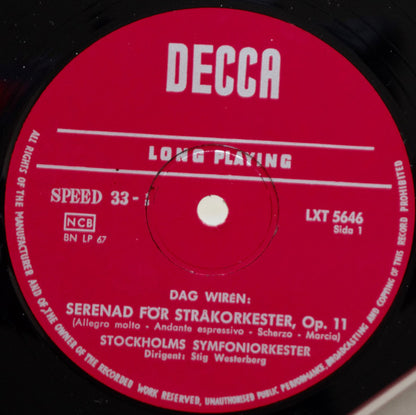 DECCA
LONG PLAYING
SPEED 33-
LXT 5646
NCB
Side 1
BN LP 67
DAG WIREN:
SERENAD FÖR STRÅKORKESTER, Op. 11
(Allegro molto - Andante espressivo - Scherzo - Marcia)
STOCKHOLMS SYMFONIORKESTER
Dirigent: Stig Westerberg
ALL RIGHTS OF THE MANUFACTURER AND OF THE OWNER OF THE RECORDED WORK RESERVED, UNAUTHORISED PUBLIC PERFORMANCE, BROADCASTING AND COPYING OF THIS RECORD PROHIBITED